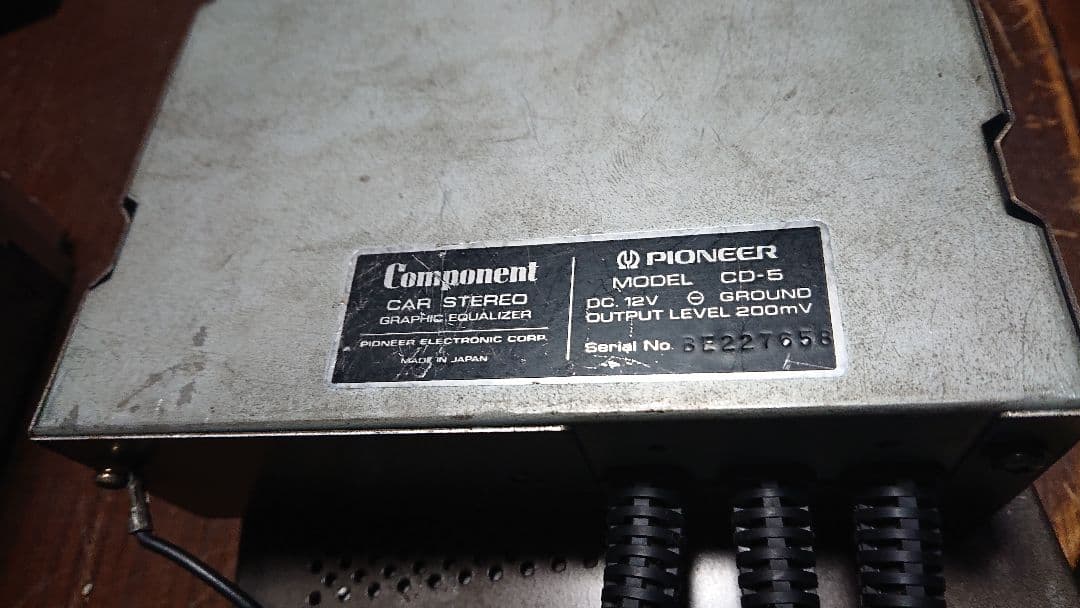 Component
CAR STEREO
GRAPHIC EQUALIZER
PIONEER ELECTRONIC CORP.
MADE IN JAPAN
PIONEER
MODEL CD-5
DC. 12V ⊖ GROUND
OUTPUT LEVEL 200mV
Serial No. BE227658